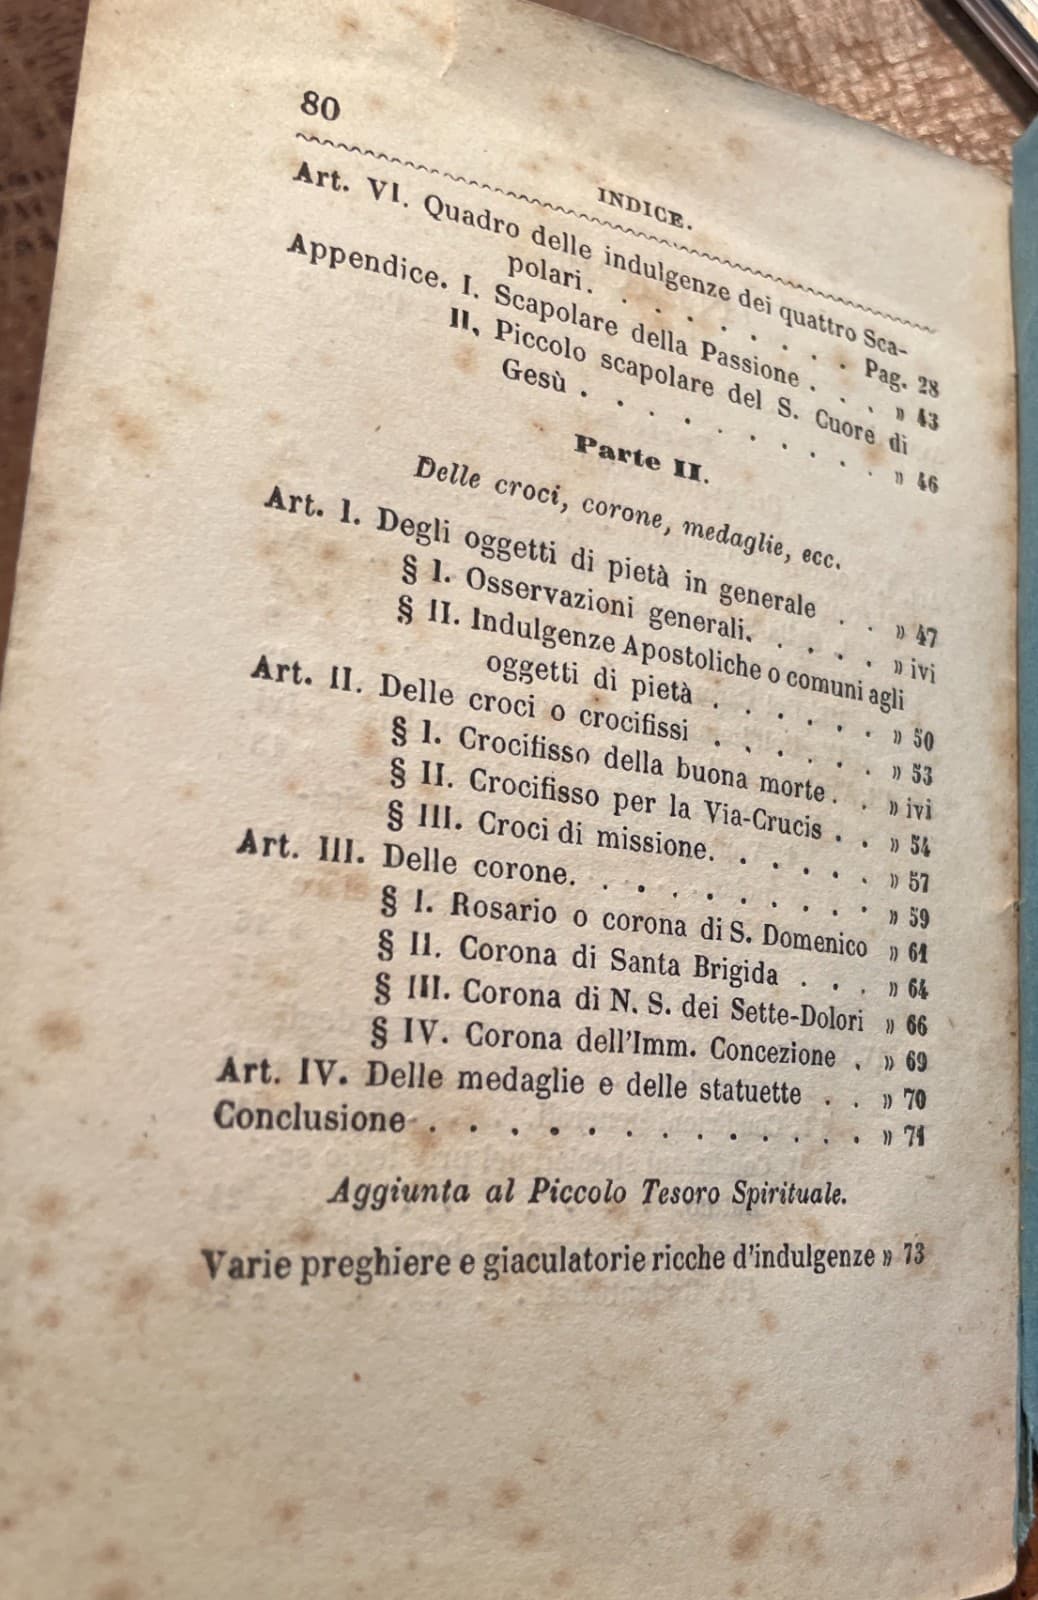 80
INDICE.
Art. VI. Quadro delle indulgenze dei quattro Sca-
polari. . . . . . . . . Pag. 28
Appendice. I. Scapolare della Passione . . . » 43
II. Piccolo scapolare del S. Cuore di
Gesù . . . . . . . . . » 46
Parte II.
Delle croci, corone, medaglie, ecc.
Art. I. Degli oggetti di pietà in generale . . » 47
§ I. Osservazioni generali. . . . . » ivi
§ II. Indulgenze Apostoliche o comuni agli
oggetti di pietà . . . . . . » 50
Art. II. Delle croci o crocifissi . . . . . . » 53
§ I. Crocifisso della buona morte. . . » ivi
§ II. Crocifisso per la Via-Crucis . . » 54
§ III. Croci di missione. . . . . . » 57
Art. III. Delle corone. . . . . . . . . . » 59
§ I. Rosario o corona di S. Domenico » 61
§ II. Corona di Santa Brigida . . . » 64
§ III. Corona di N. S. dei Sette-Dolori » 66
§ IV. Corona dell'Imm. Concezione . » 69
Art. IV. Delle medaglie e delle statuette . . » 70
Conclusione . . . . . . . . . . . . » 71
Aggiunta al Piccolo Tesoro Spirituale.
Varie preghiere e giaculatorie ricche d'indulgenze » 73